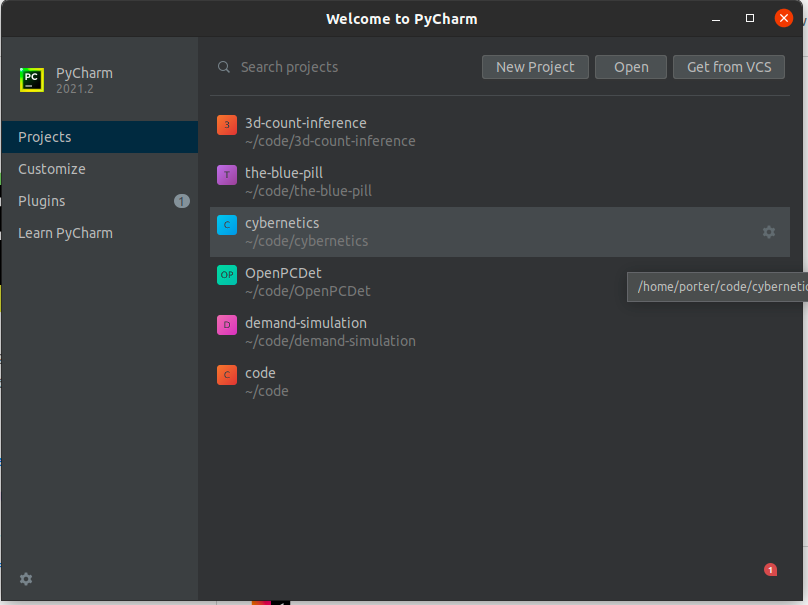 Welcome to PyCharm
PC
PyCharm
2021.2
Search projects
New Project
Open
Get from VCS
Projects
Customize
Plugins
1
Learn PyCharm
3
3d-count-inference
~/code/3d-count-inference
T
the-blue-pill
~/code/the-blue-pill
C
cybernetics
~/code/cybernetics
OP
OpenPCDet
~/code/OpenPCDet
/home/porter/code/cybernetic
D
demand-simulation
~/code/demand-simulation
C
code
~/code
1